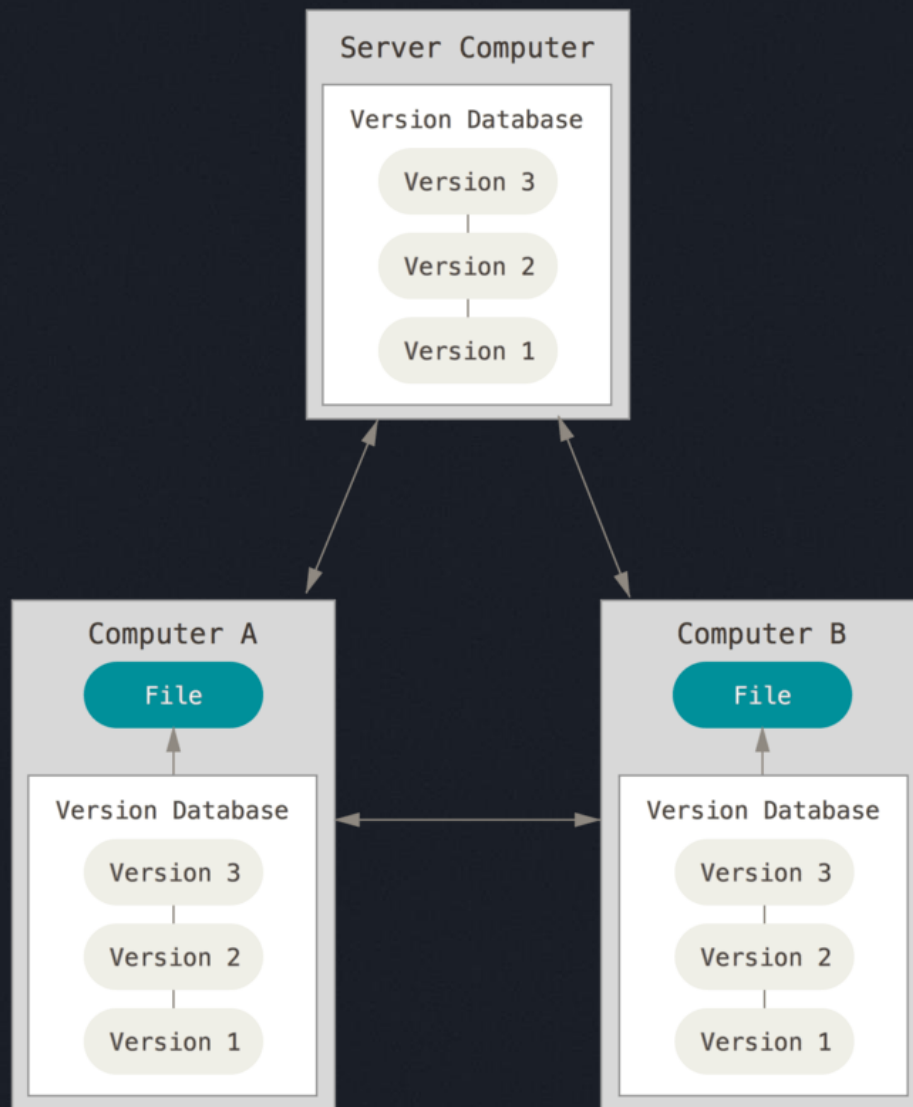 Server Computer
Version Database
Version 3
Version 2
Version 1
Computer A
File
Version Database
Version 3
Version 2
Version 1
Computer B
File
Version Database
Version 3
Version 2
Version 1